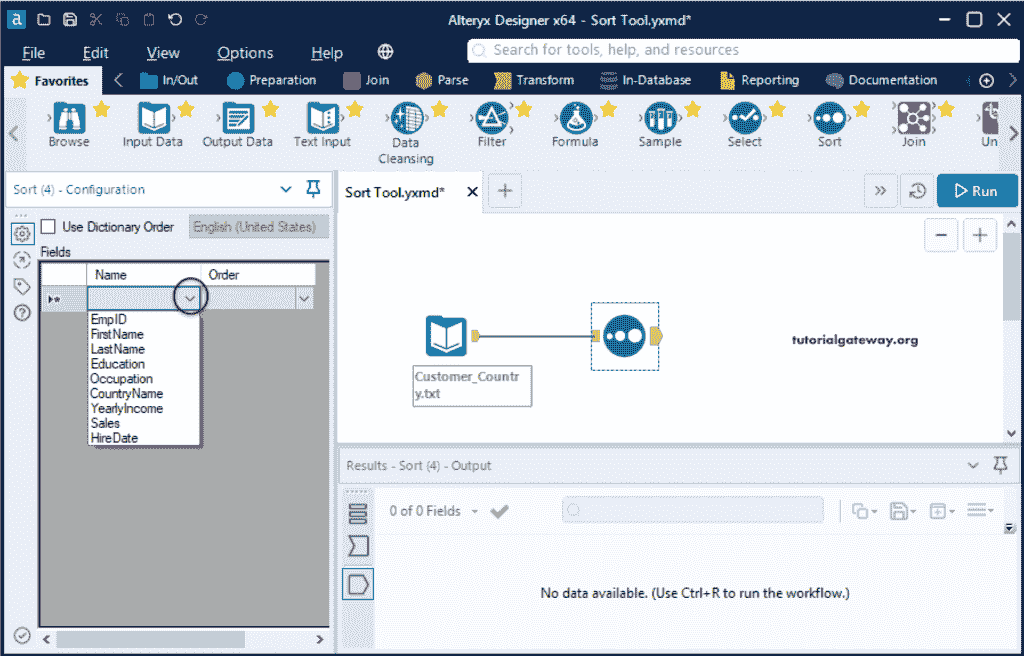 a
Alteryx Designer x64 - Sort Tool.yxmd*
File Edit View Options Help
Search for tools, help, and resources
Favorites In/Out Preparation Join Parse Transform In-Database Reporting Documentation
Browse Input Data Output Data Text Input Data Cleansing Filter Formula Sample Select Sort Join Un
Sort (4) - Configuration
Sort Tool.yxmd*
Run
Use Dictionary Order English (United States)
Fields
Name Order
EmpID
FirstName
LastName
Education
Occupation
CountryName
YearlyIncome
Sales
HireDate
Customer_Countr
y.txt
tutorialgateway.org
Results - Sort (4) - Output
0 of 0 Fields
No data available. (Use Ctrl+R to run the workflow.)